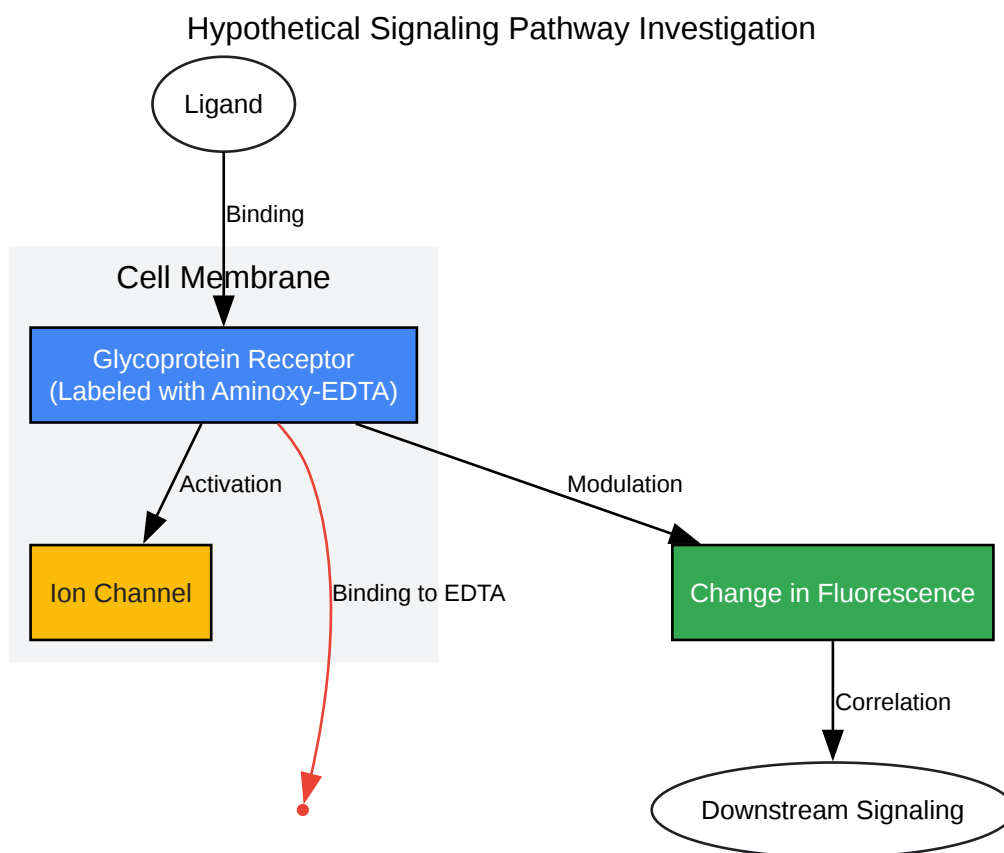 Hypothetical Signaling Pathway Investigation
Ligand
Binding
Cell Membrane
Glycoprotein Receptor
(Labeled with Aminoxy-EDTA)
Activation
Modulation
Ion Channel
Binding to EDTA
Change in Fluorescence
Correlation
Downstream Signaling